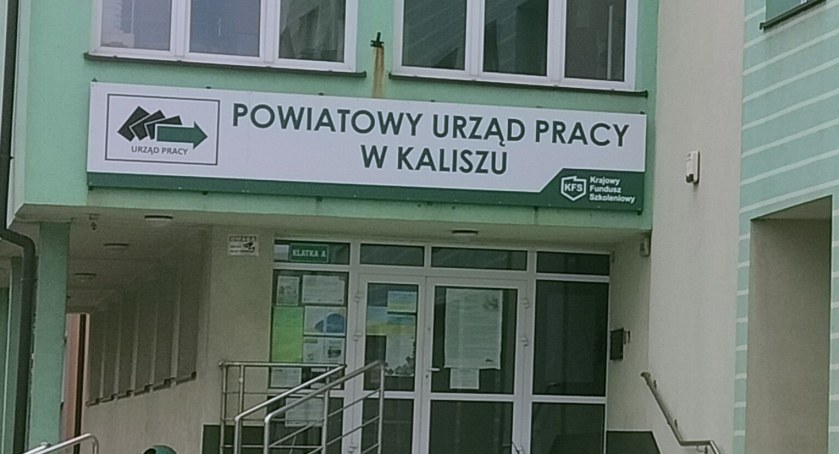 POWIATOWY URZĄD PRACY
W KALISZU
URZĄD PRACY
KFS
Krajowy
Fundusz
Szkoleniowy
KLATKA A